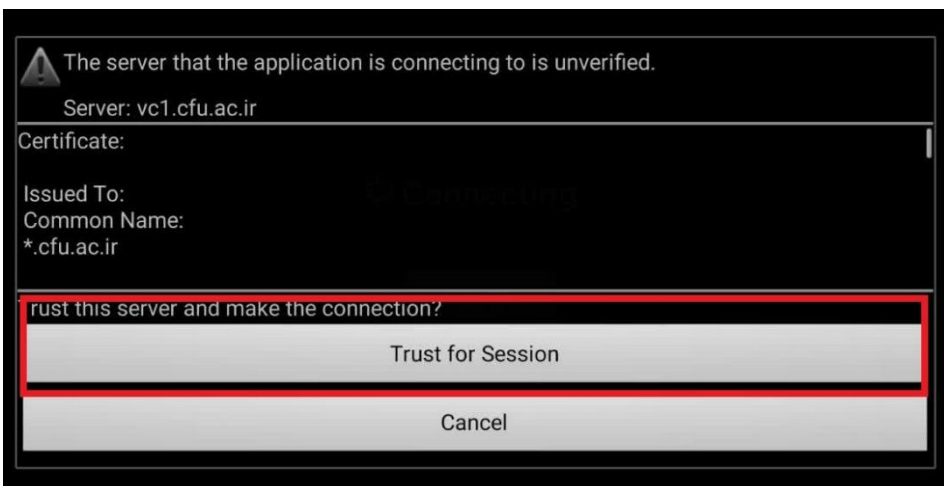 The server that the application is connecting to is unverified.
Server: vc1.cfu.ac.ir
Certificate:
Issued To:
Common Name:
*.cfu.ac.ir
Connecting
rust this server and make the connection?
Trust for Session
Cancel